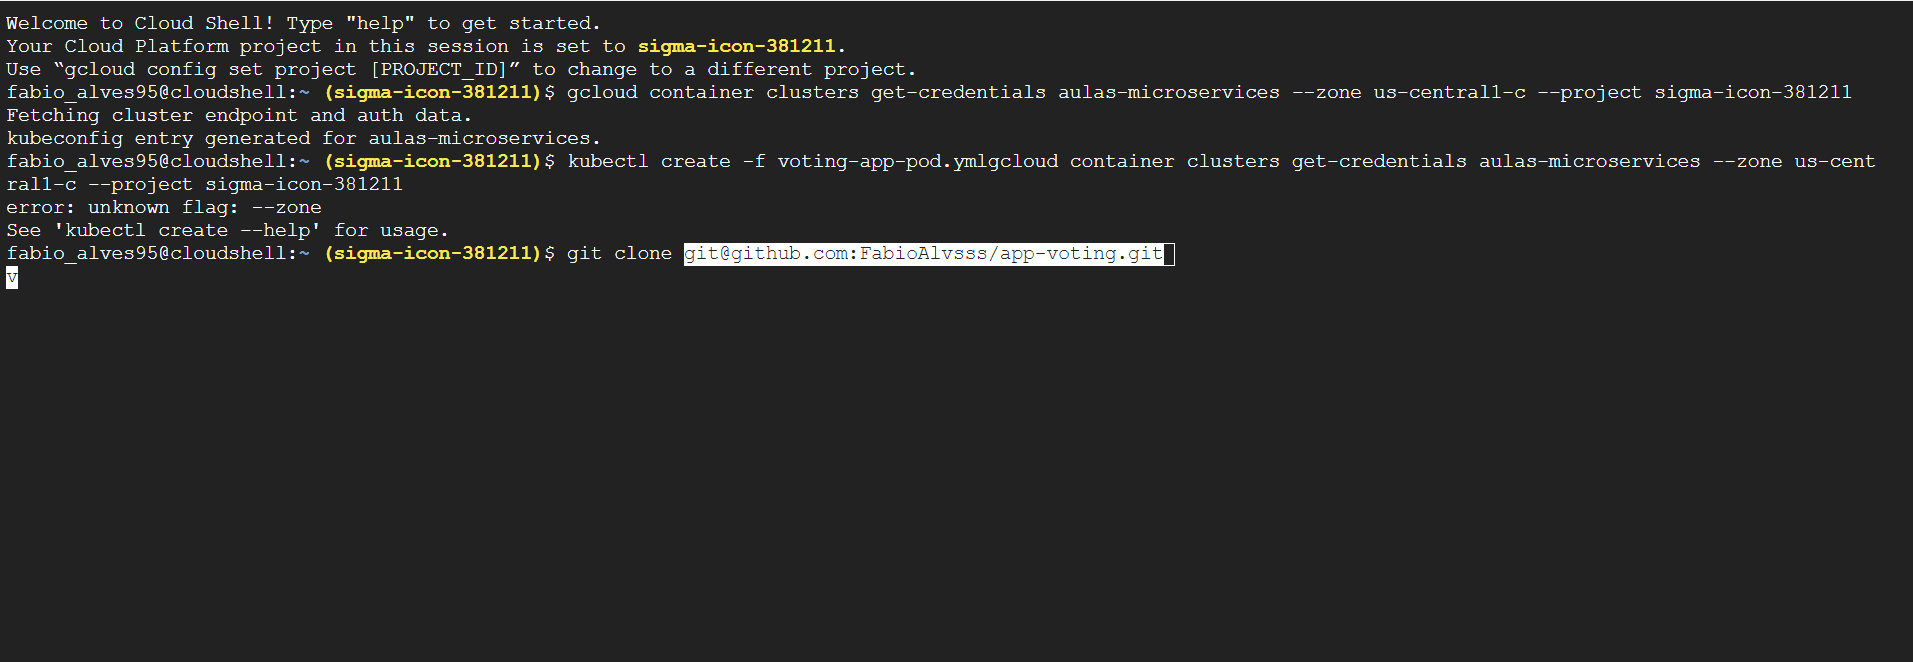 Welcome to Cloud Shell! Type "help" to get started.
Your Cloud Platform project in this session is set to sigma-icon-381211.
Use “gcloud config set project [PROJECT_ID]” to change to a different project.
fabio_alves95@cloudshell:~ (sigma-icon-381211)$ gcloud container clusters get-credentials aulas-microservices --zone us-central1-c --project sigma-icon-381211
Fetching cluster endpoint and auth data.
kubeconfig entry generated for aulas-microservices.
fabio_alves95@cloudshell:~ (sigma-icon-381211)$ kubectl create -f voting-app-pod.ymlgcloud container clusters get-credentials aulas-microservices --zone us-cent
ral1-c --project sigma-icon-381211
error: unknown flag: --zone
See 'kubectl create --help' for usage.
fabio_alves95@cloudshell:~ (sigma-icon-381211)$ git clone git@github.com:FabioAlvsss/app-voting.git
v